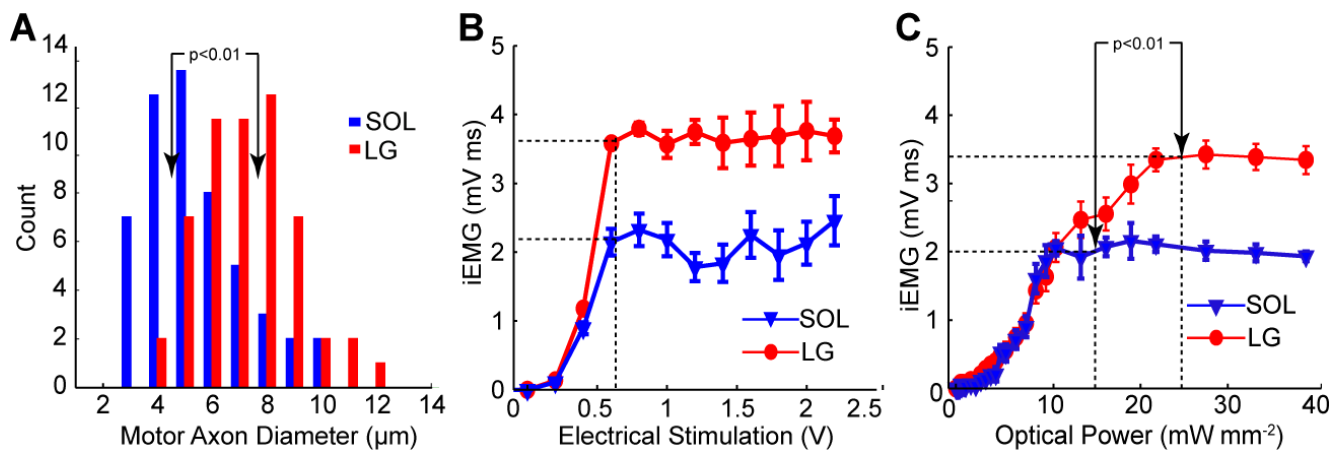 A
14
12
10
8
6
4
2
0
Count
p<0.01
SOL
LG
2
4
6
8
10
12
14
Motor Axon Diameter (µm)
B
5
4
3
2
1
0
iEMG (mV ms)
SOL
LG
0
0.5
1
1.5
2
2.5
Electrical Stimulation (V)
C
5
4
3
2
1
0
iEMG (mV ms)
p<0.01
SOL
LG
0
10
20
30
40
Optical Power (mW mm-2)